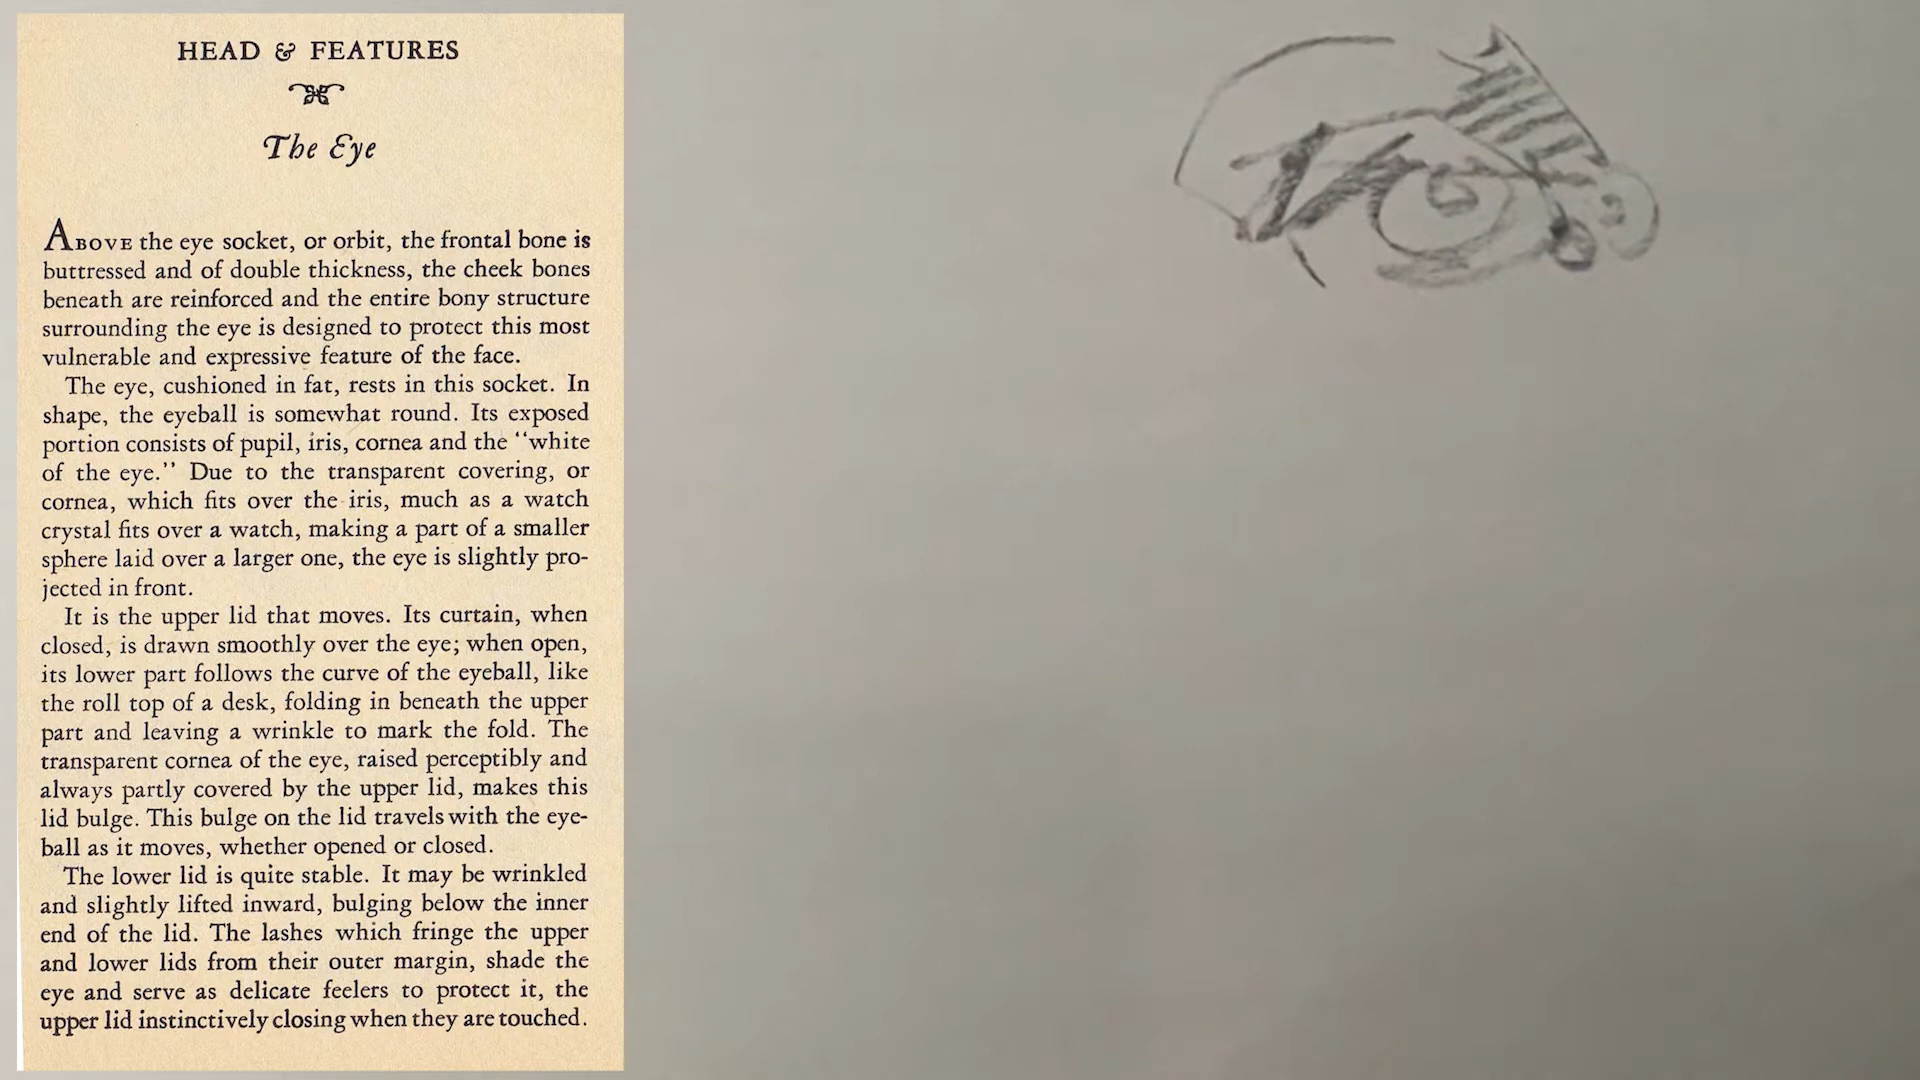 HEAD & FEATURES
The Eye
ABOVE the eye socket, or orbit, the frontal bone is
buttressed and of double thickness, the cheek bones
beneath are reinforced and the entire bony structure
surrounding the eye is designed to protect this most
vulnerable and expressive feature of the face.
The eye, cushioned in fat, rests in this socket. In
shape, the eyeball is somewhat round. Its exposed
portion consists of pupil, iris, cornea and the “white
of the eye.” Due to the transparent covering, or
cornea, which fits over the iris, much as a watch
crystal fits over a watch, making a part of a smaller
sphere laid over a larger one, the eye is slightly pro-
jected in front.
It is the upper lid that moves. Its curtain, when
closed, is drawn smoothly over the eye; when open,
its lower part follows the curve of the eyeball, like
the roll top of a desk, folding in beneath the upper
part and leaving a wrinkle to mark the fold. The
transparent cornea of the eye, raised perceptibly and
always partly covered by the upper lid, makes this
lid bulge. This bulge on the lid travels with the eye-
ball as it moves, whether opened or closed.
The lower lid is quite stable. It may be wrinkled
and slightly lifted inward, bulging below the inner
end of the lid. The lashes which fringe the upper
and lower lids from their outer margin, shade the
eye and serve as delicate feelers to protect it, the
upper lid instinctively closing when they are touched.